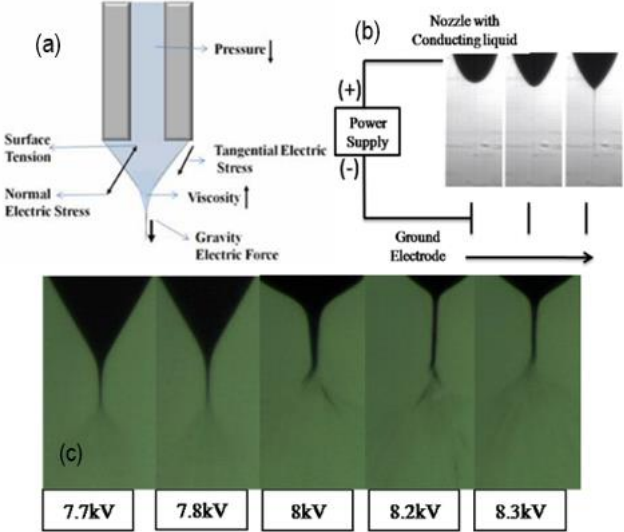 (a)
Pressure
Surface
Tension
Tangential Electric
Stress
Normal
Electric Stress
Viscosity
Gravity
Electric Force
(b)
Nozzle with
Conducting liquid
(+)
Power
Supply
(-)
Ground
Electrode
(c)
7.7kV
7.8kV
8kV
8.2kV
8.3kV